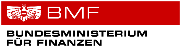 BMF
BUNDESMINISTERIUM
FÜR FINANZEN